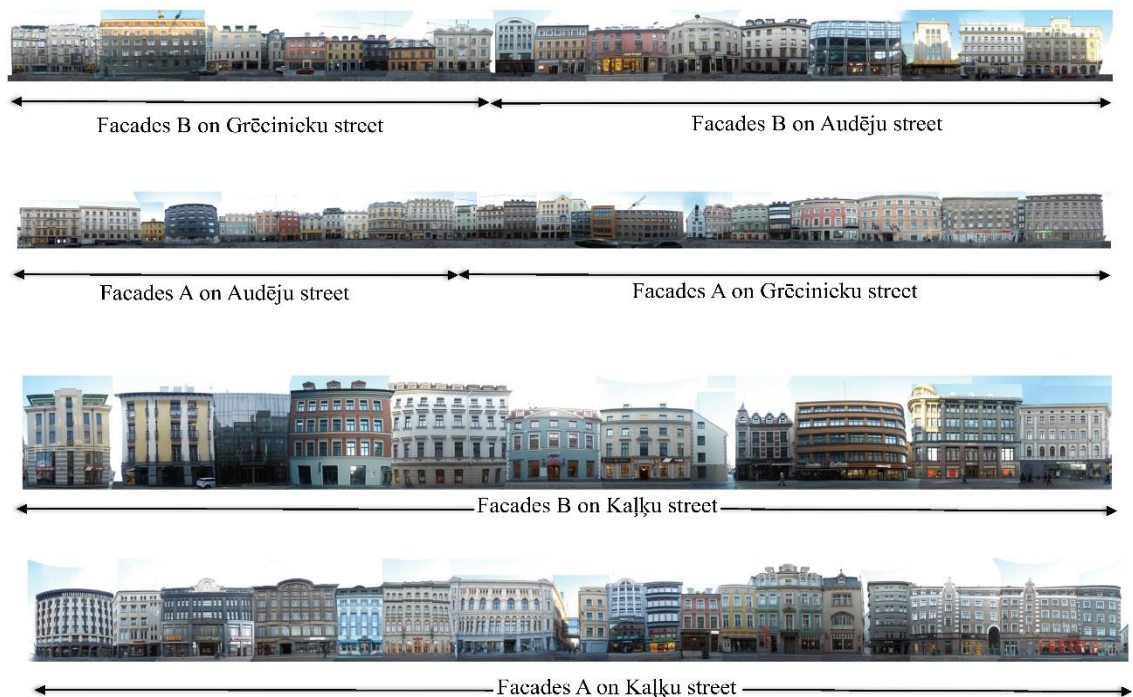 Facades B on Grēcinieku street
Facades B on Audēju street
Facades A on Audēju street
Facades A on Grēcinieku street
Facades B on Kaļķu street
Facades A on Kaļķu street